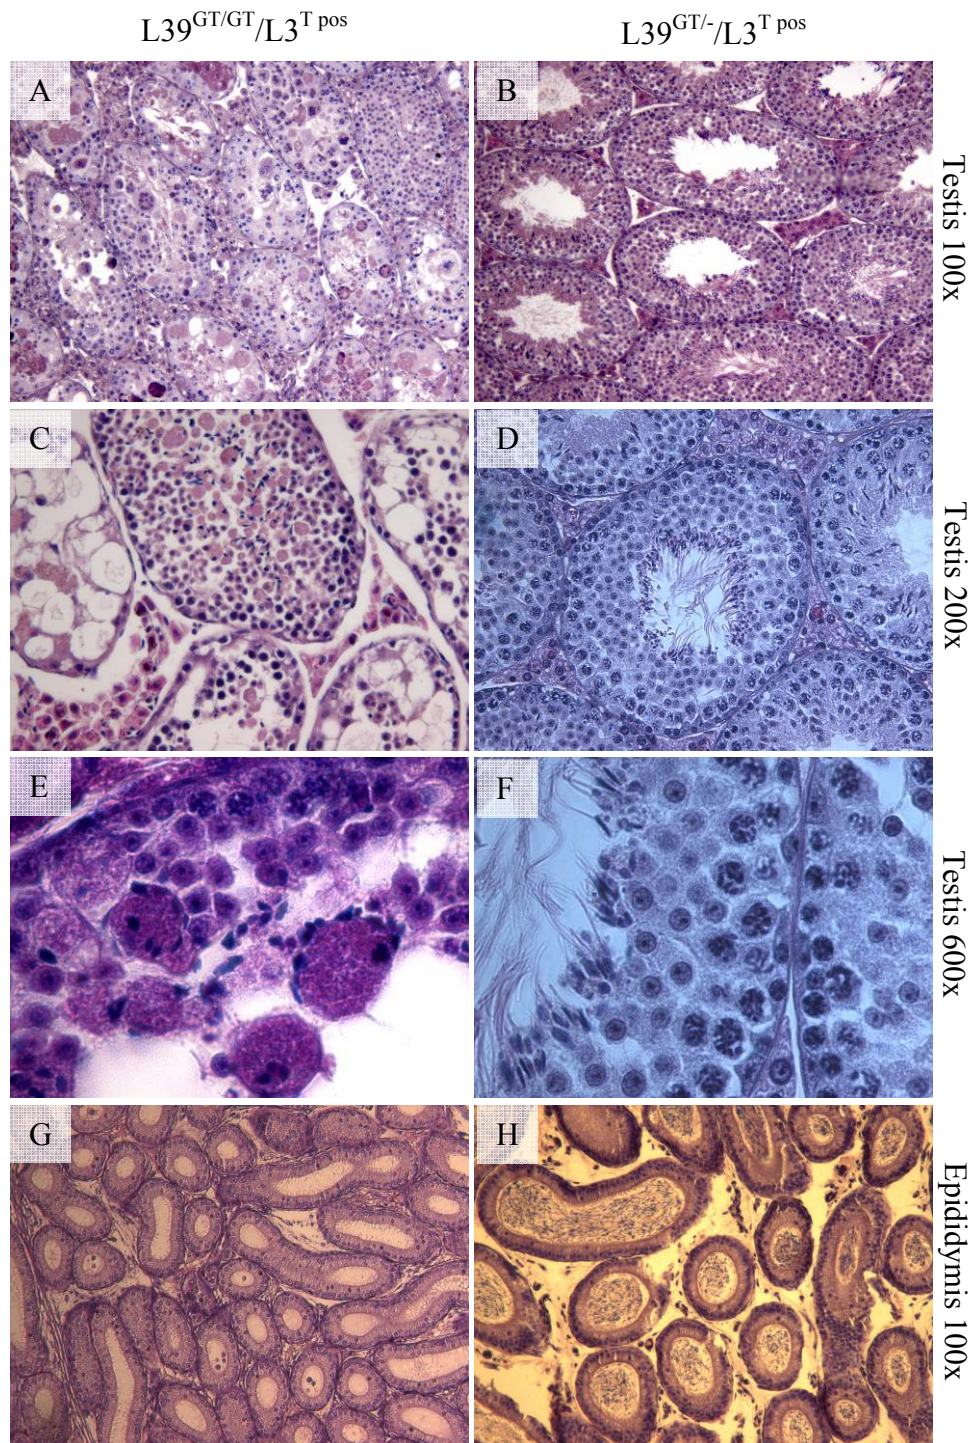 L39GT/GT/L3T pos
L39GT/-/L3T pos
A
B
Testis 100x
C
D
Testis 200x
E
F
Testis 600x
G
H
Epididymis 100x